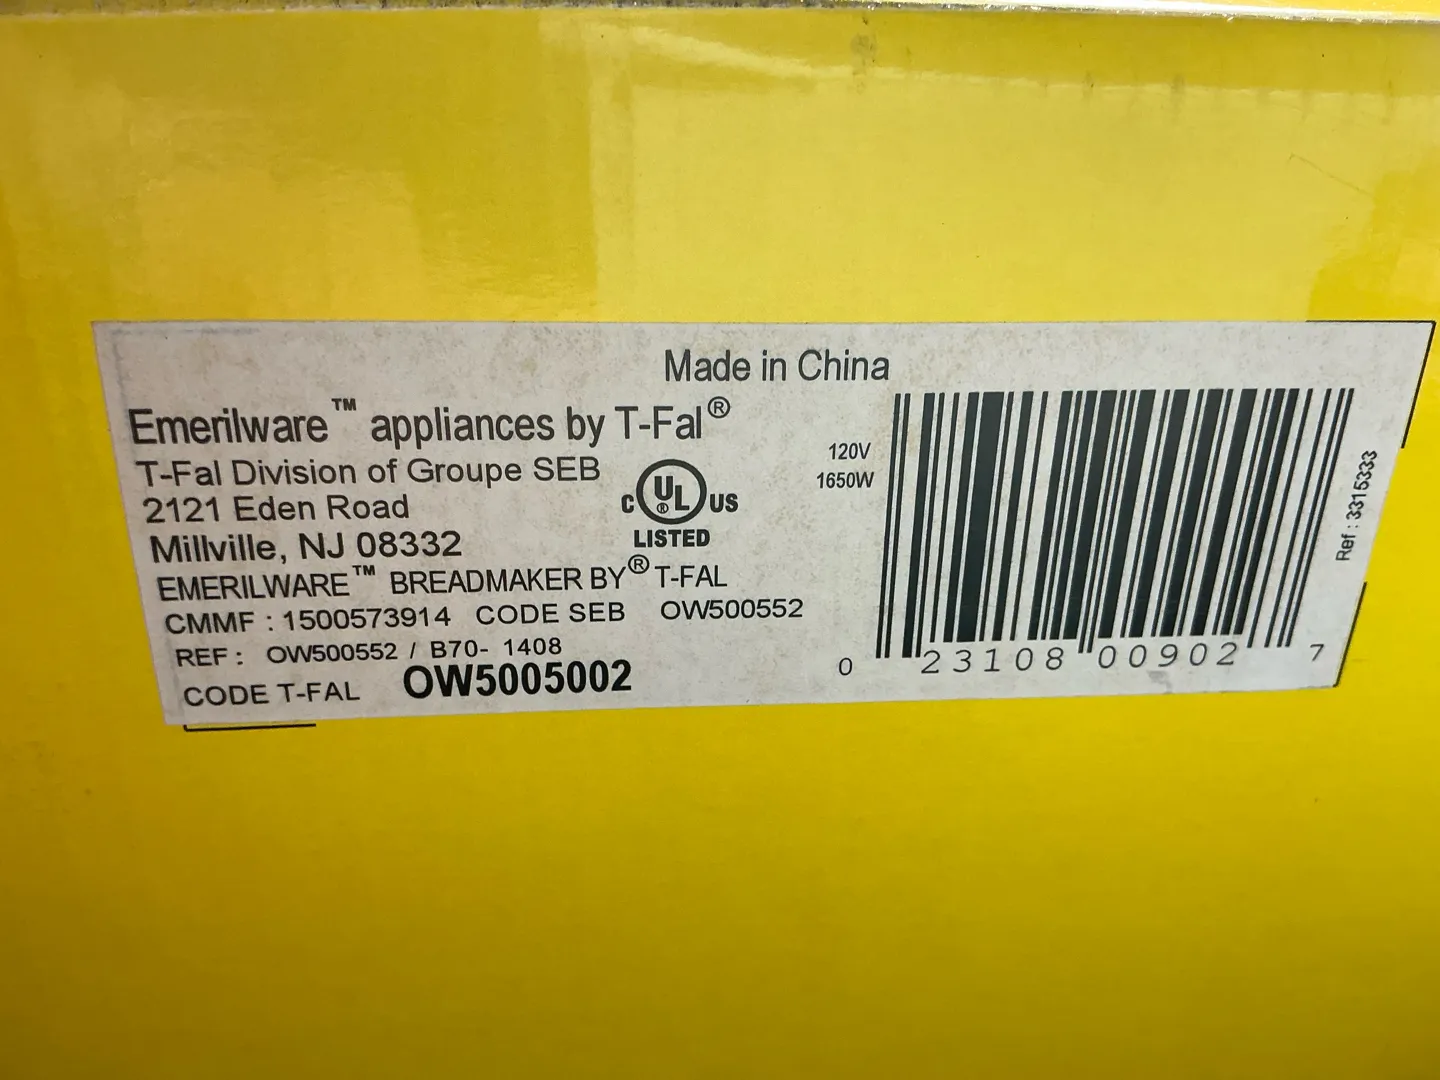 Made in China
Emerilware™ appliances by T-Fal®
T-Fal Division of Groupe SEB
2121 Eden Road
Millville, NJ 08332
C UL® US
LISTED
120V
1650W
EMERILWARE™ BREADMAKER BY® T-FAL
CMMF : 1500573914 CODE SEB OW500552
REF : OW500552 / B70- 1408
CODE T-FAL OW5005002
0 23108 00902 7
Ref : 3315333